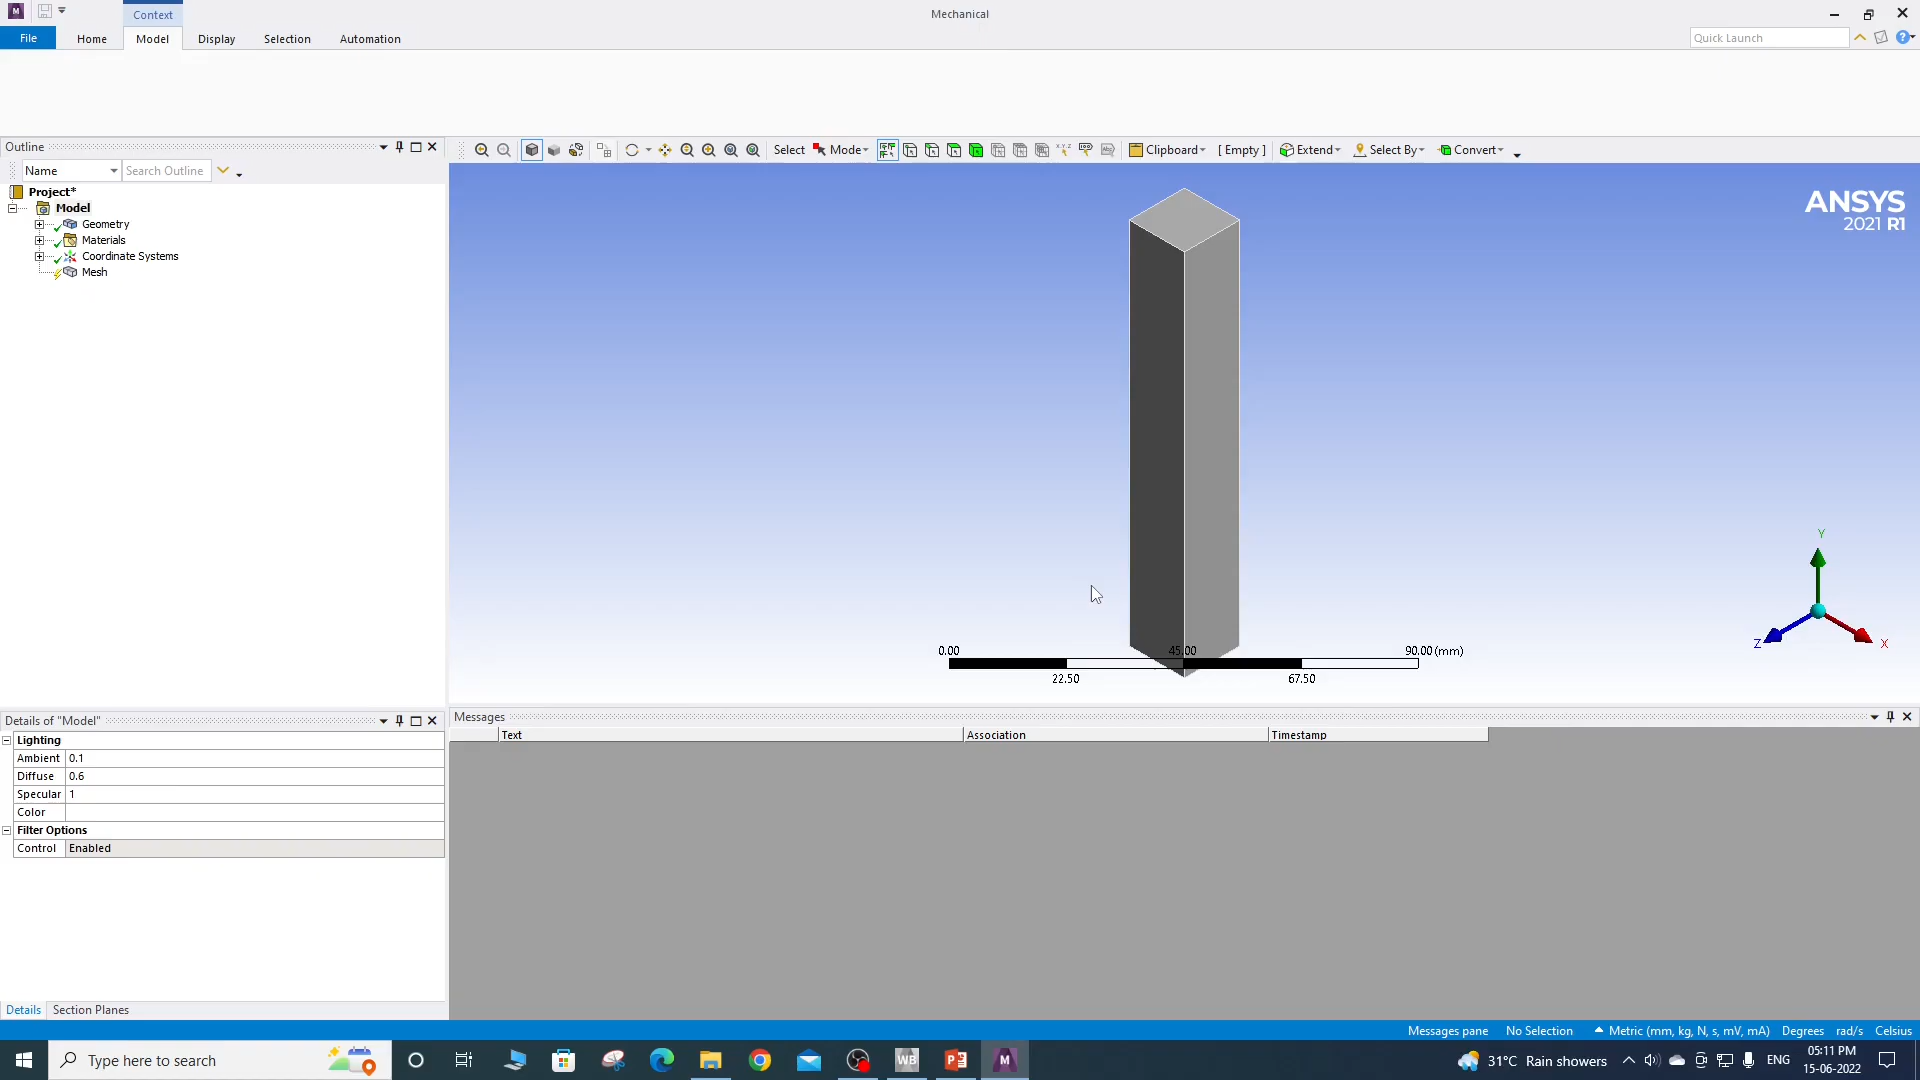 M
Context
Mechanical
File
Home
Model
Display
Selection
Automation
Quick Launch
Outline
Name
Search Outline
Select
Mode
Clipboard
[ Empty ]
Extend
Select By
Convert
Project*
Model
Geometry
Materials
Coordinate Systems
Mesh
ANSYS
2021 R1
Y
Z
X
0.00
45.00
90.00 (mm)
22.50
67.50
Details of "Model"
Lighting
Ambient 0.1
Diffuse 0.6
Specular 1
Color
Filter Options
Control Enabled
Details
Section Planes
Messages
Text
Association
Timestamp
Messages pane
No Selection
Metric (mm, kg, N, s, mV, mA)
Degrees
rad/s
Celsius
Type here to search
WB
P
M
31°C Rain showers
ENG
05:11 PM
15-06-2022